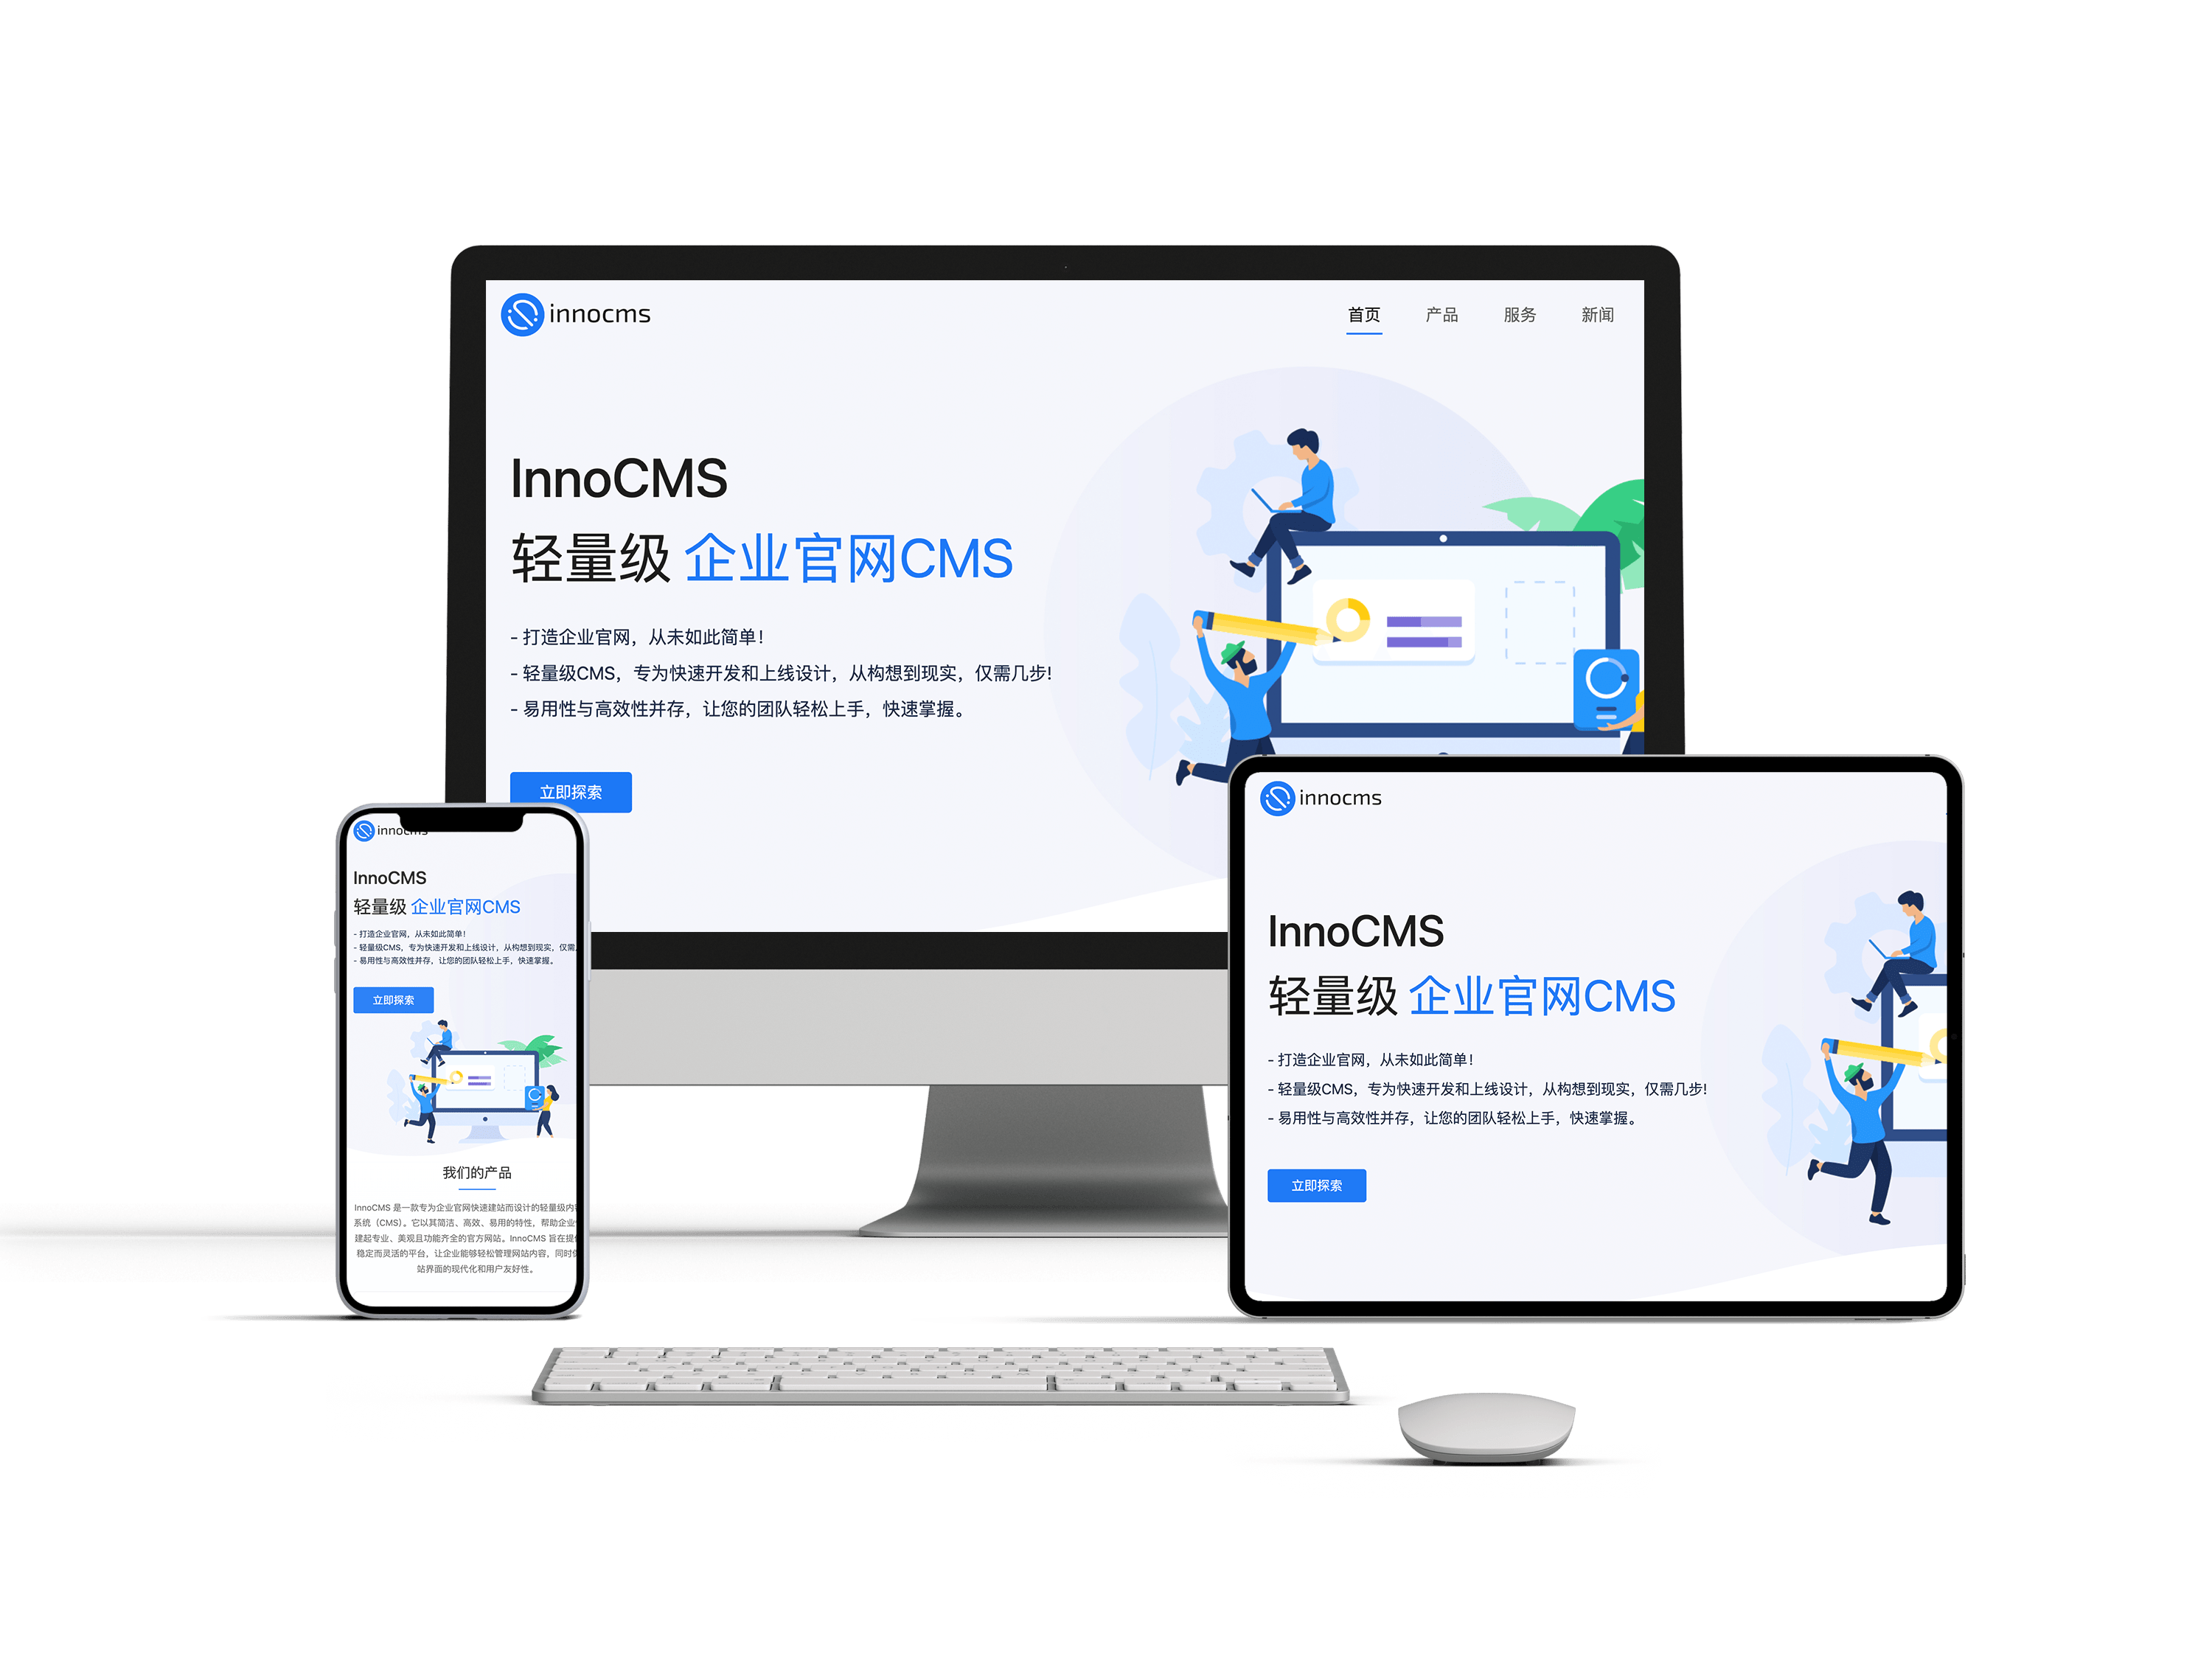 innocms
首页 产品 服务 新闻
InnoCMS
轻量级 企业官网CMS
- 打造企业官网，从未如此简单！
- 轻量级CMS，专为快速开发和上线设计，从构想到现实，仅需几步!
- 易用性与高效性并存，让您的团队轻松上手，快速掌握。
立即探索
innocms
InnoCMS
轻量级 企业官网CMS
- 打造企业官网，从未如此简单！
- 轻量级CMS，专为快速开发和上线设计，从构想到现实，仅需
- 易用性与高效性并存，让您的团队轻松上手，快速掌握。
立即探索
我们的产品
InnoCMS 是一款专为企业官网快速建站而设计的轻量级内
系统（CMS）。它以其简洁、高效、易用的特性，帮助企业
建起专业、美观且功能齐全的官方网站。InnoCMS 旨在提
稳定而灵活的平台，让企业能够轻松管理网站内容，同时
站界面的现代化和用户友好性。
innocms
InnoCMS
轻量级 企业官网CMS
- 打造企业官网，从未如此简单！
- 轻量级CMS，专为快速开发和上线设计，从构想到现实，仅需几步!
- 易用性与高效性并存，让您的团队轻松上手，快速掌握。
立即探索